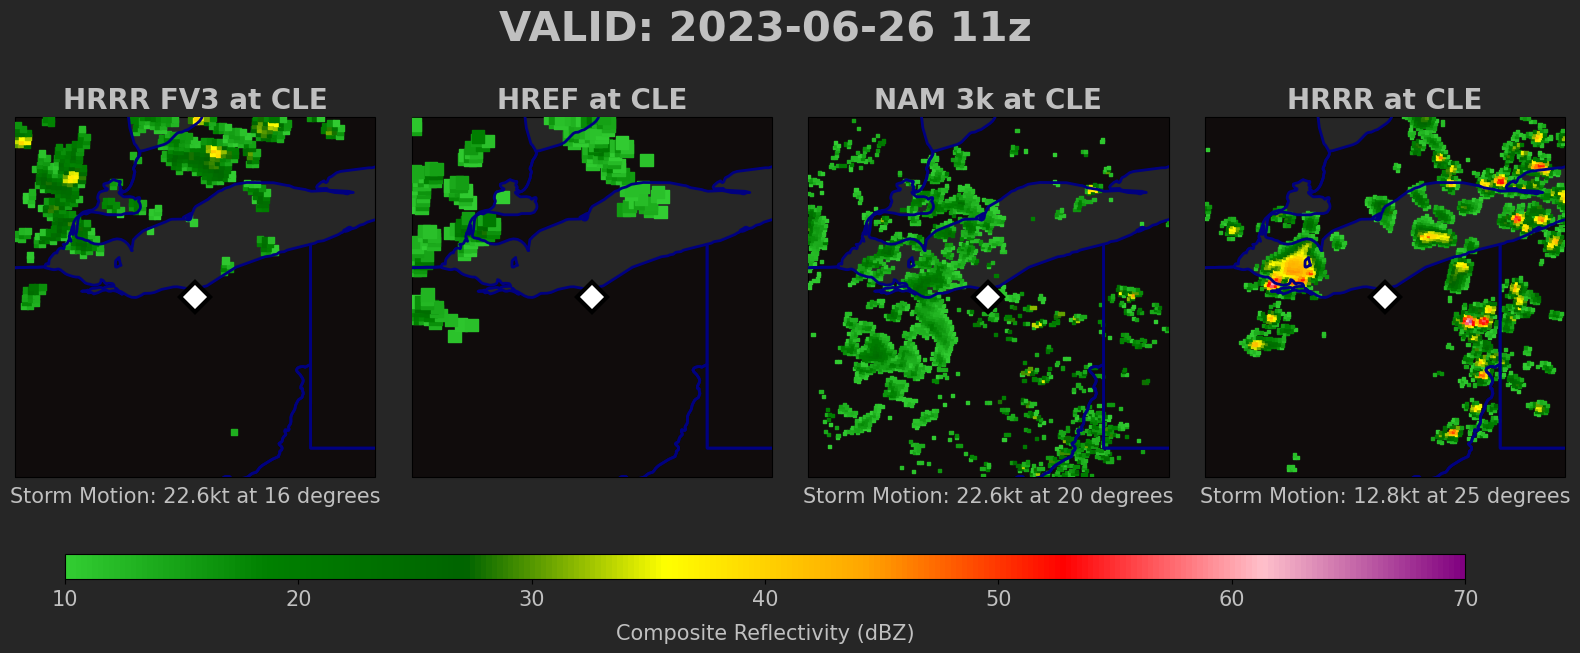 VALID: 2023-06-26 11z
HRRR FV3 at CLE
HREF at CLE
NAM 3k at CLE
HRRR at CLE
Storm Motion: 22.6kt at 16 degrees
Storm Motion: 22.6kt at 20 degrees
Storm Motion: 12.8kt at 25 degrees
10 20 30 40 50 60 70
Composite Reflectivity (dBZ)